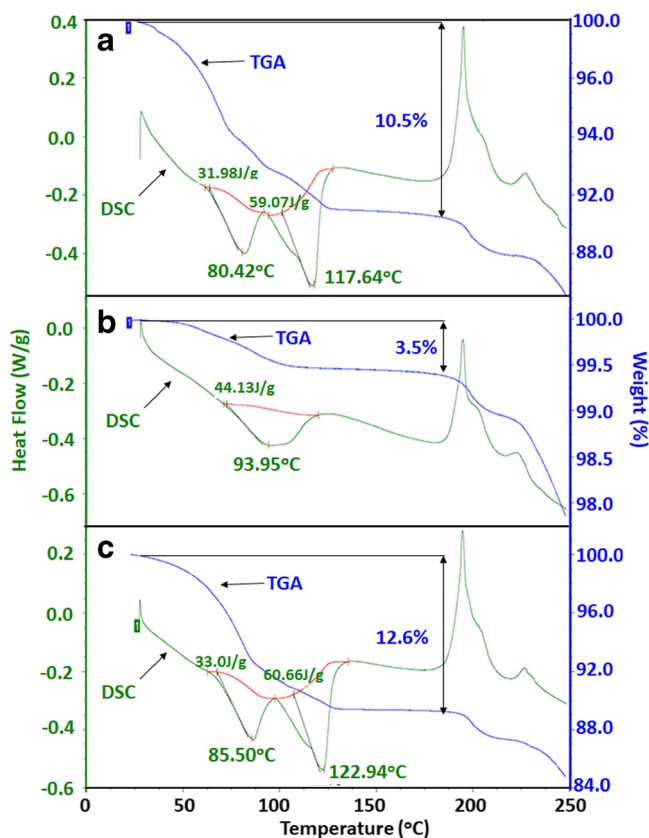 a
0.4
0.2
0.0
-0.2
-0.4
1
TGA
10.5%
31.98J/g
59.07J/g
DSC
80.42°C
117.64°C
100.0
96.0
94.0
92.0
88.0
86.0
b
0.0
-0.2
-0.4
-0.6
1
TGA
3.5%
44.13J/g
DSC
93.95°C
100.0
99.5
99.0
98.5
98.0
Heat Flow (W/g)
Weight (%)
c
0.2
0.0
-0.2
-0.4
-0.6
1
TGA
12.6%
33.0J/g
60.66J/g
DSC
85.50°C
122.94°C
100.0
96.0
92.0
88.0
84.0
0 50 100 150 200 250
Temperature (°C)